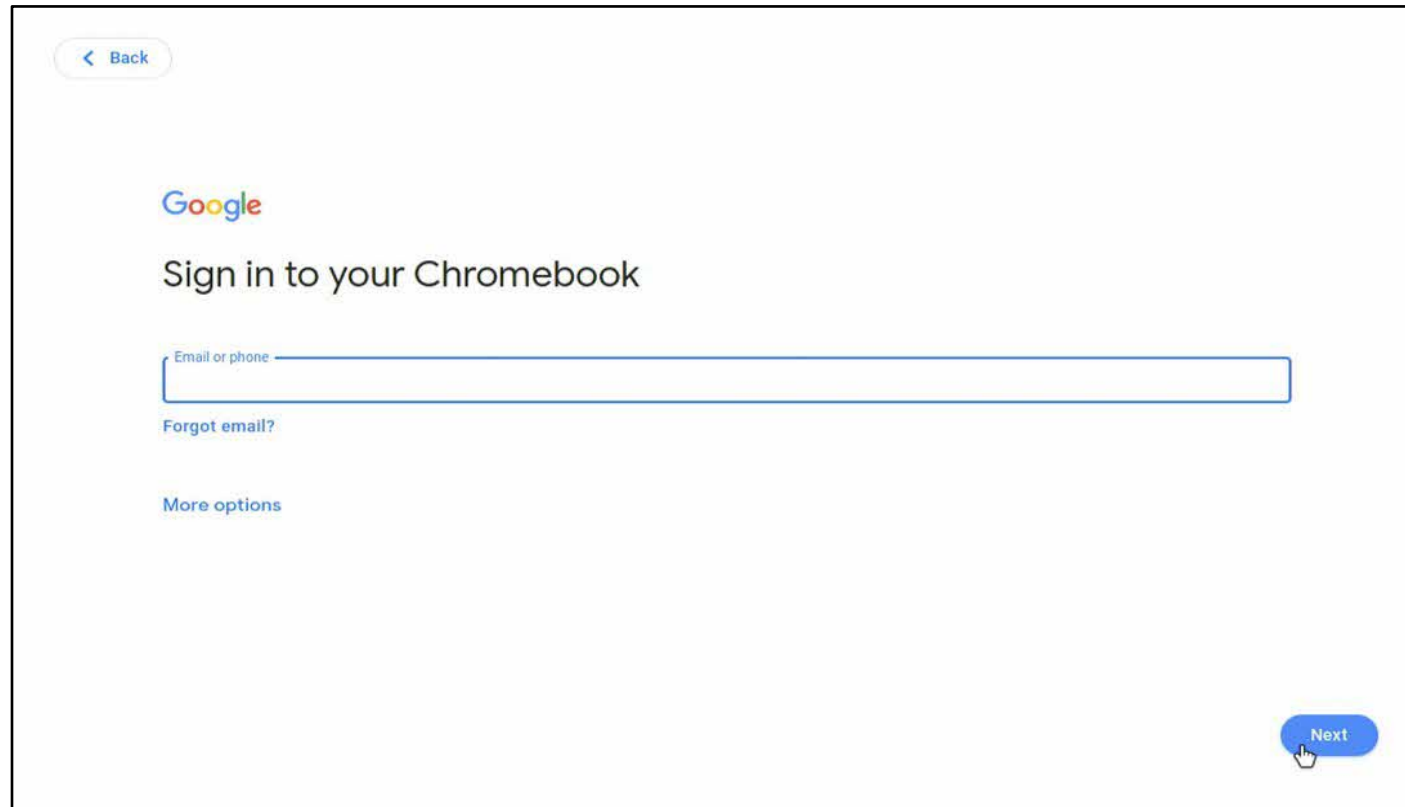 Back
Google
Sign in to your Chromebook
Email or phone
Forgot email?
More options
Next